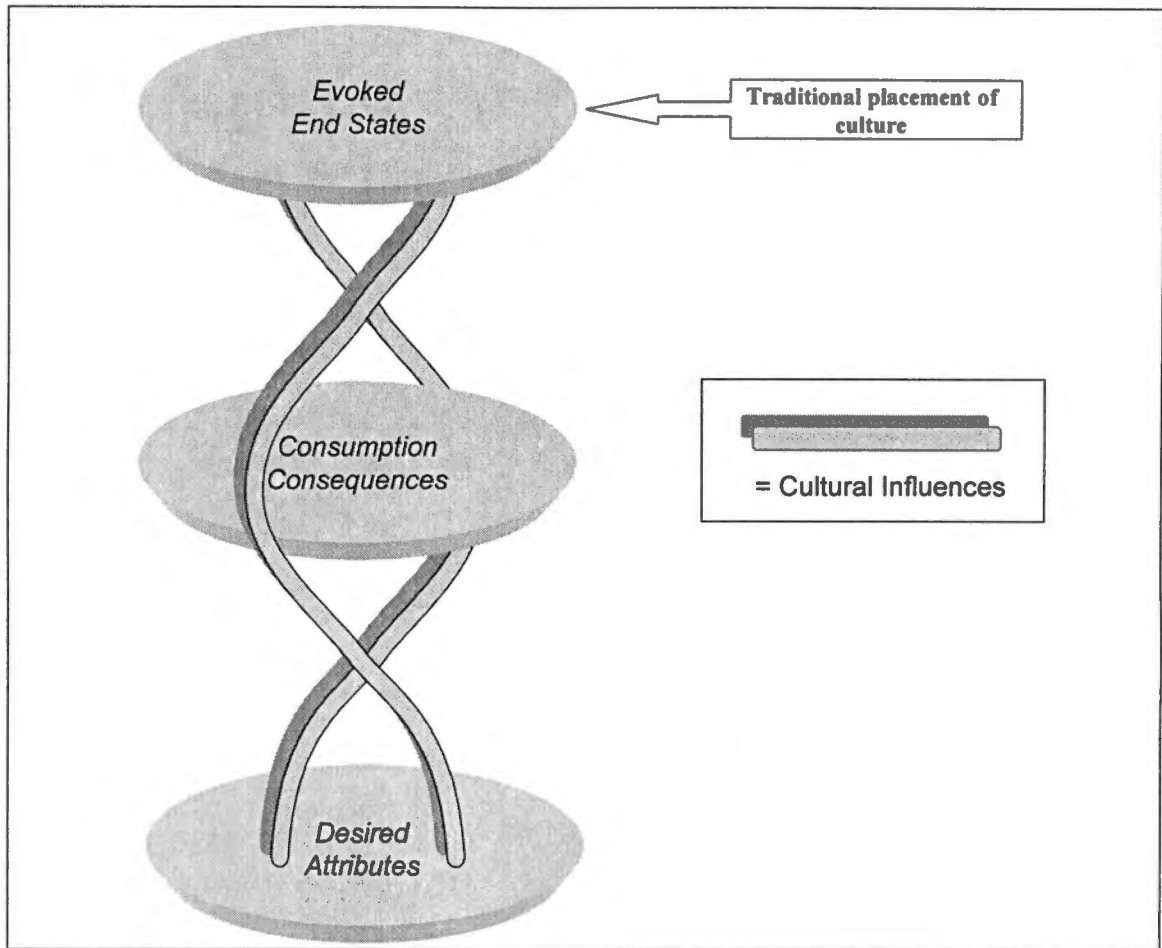 Evoked
End States
Traditional placement of
culture
Consumption
Consequences
= Cultural Influences
Desired
Attributes